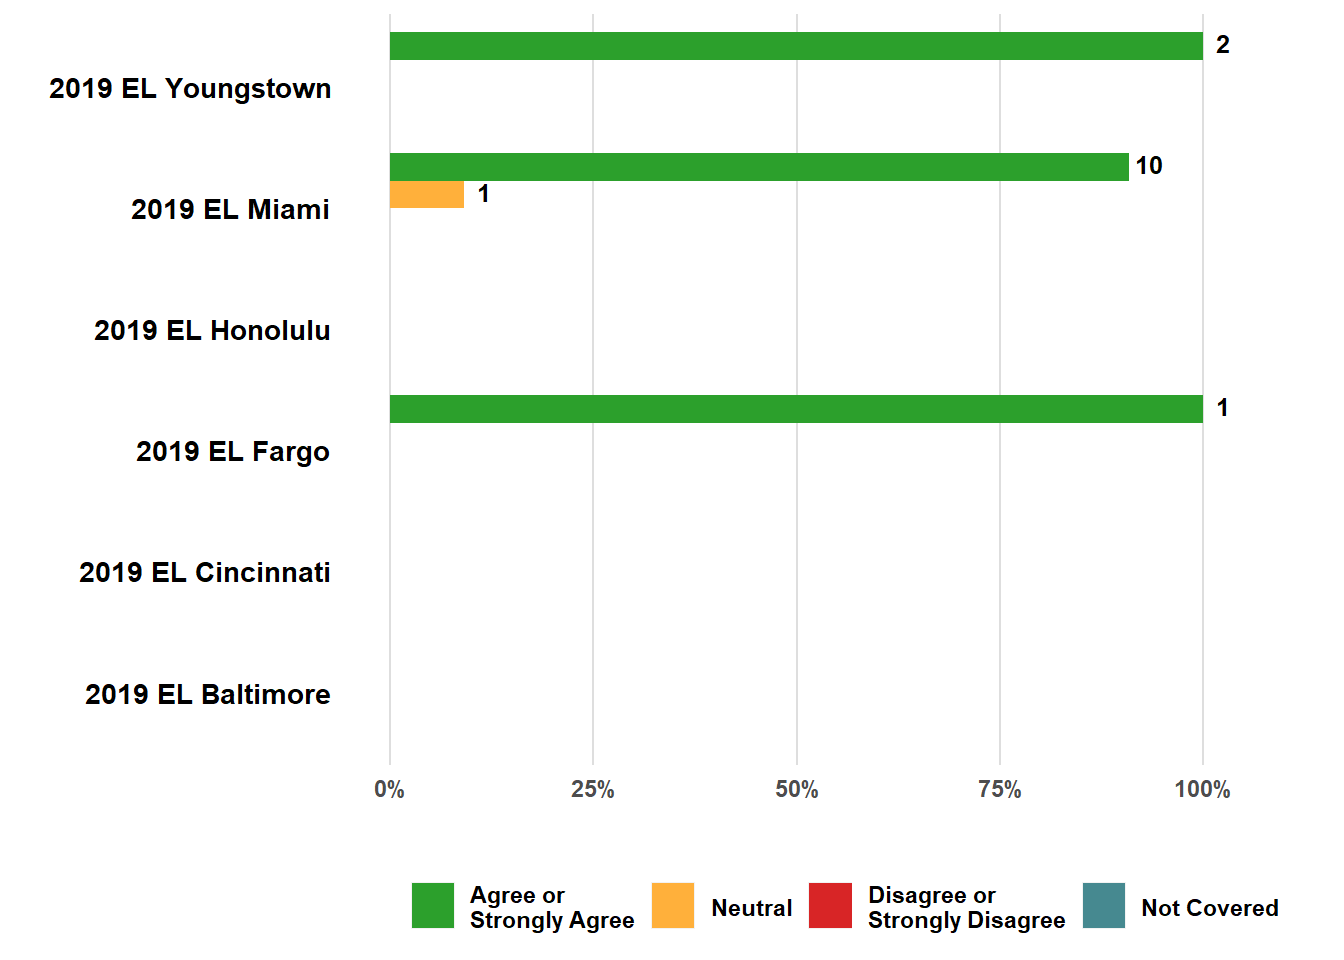 2
2019 EL Youngstown
10
1
2019 EL Miami
2019 EL Honolulu
1
2019 EL Fargo
2019 EL Cincinnati
2019 EL Baltimore
0% 25% 50% 75% 100%
Agree or
Strongly Agree
Neutral
Disagree or
Strongly Disagree
Not Covered